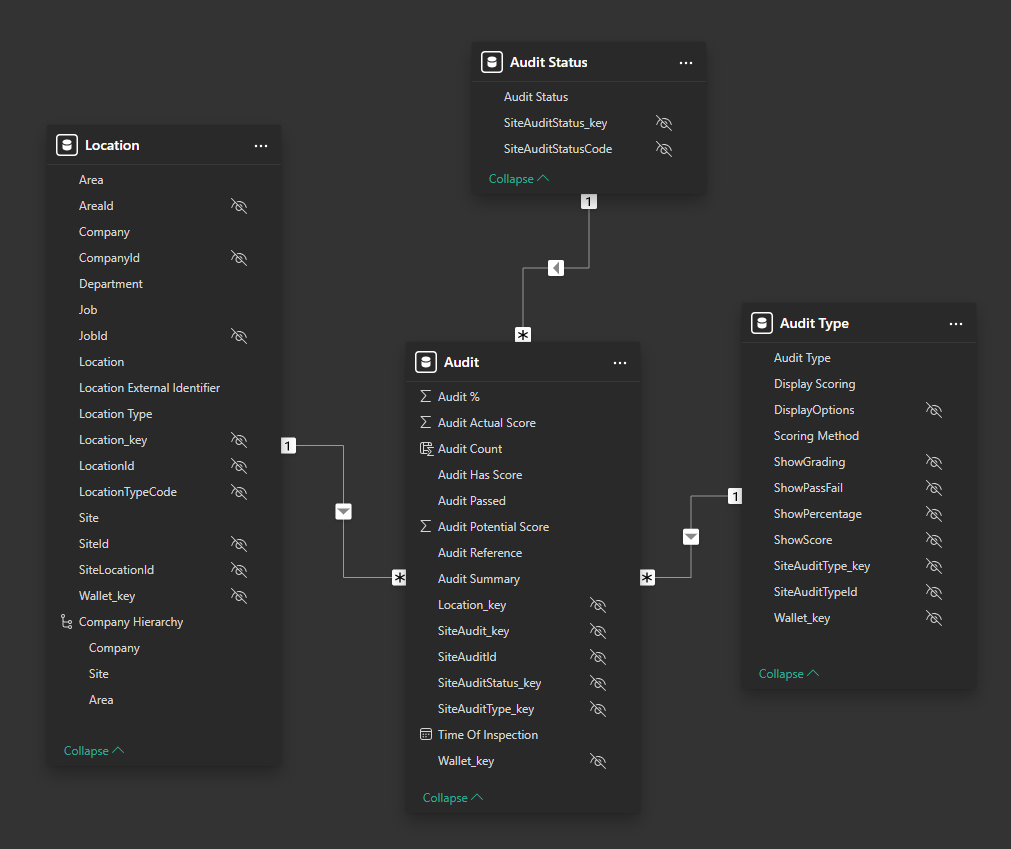 Audit Status
Audit Status
SiteAuditStatus_key
SiteAuditStatusCode
Collapse
1
*
Location
Area
AreaId
Company
CompanyId
Department
Job
JobId
Location
Location External Identifier
Location Type
Location_key
LocationId
LocationTypeCode
Site
SiteId
SiteLocationId
Wallet_key
Company Hierarchy
Company
Site
Area
Collapse
1
*
Audit
Audit %
Audit Actual Score
Audit Count
Audit Has Score
Audit Passed
Audit Potential Score
Audit Reference
Audit Summary
Location_key
SiteAudit_key
SiteAuditId
SiteAuditStatus_key
SiteAuditType_key
Time Of Inspection
Wallet_key
Collapse
*
1
Audit Type
Audit Type
Display Scoring
DisplayOptions
Scoring Method
ShowGrading
ShowPassFail
ShowPercentage
ShowScore
SiteAuditType_key
SiteAuditTypeId
Wallet_key
Collapse